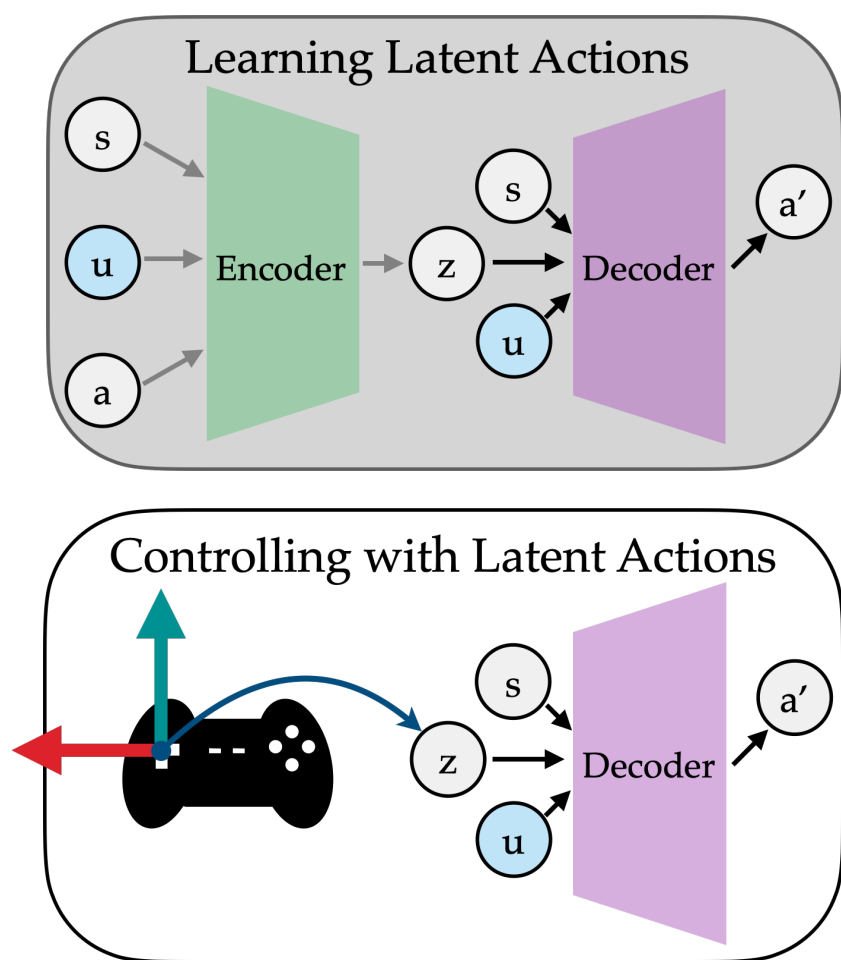 Learning Latent Actions
s
u
a
Encoder
z
s
u
Decoder
a′
Controlling with Latent Actions
z
s
u
Decoder
a′